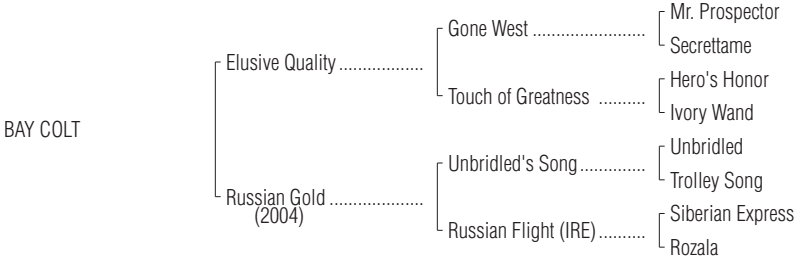 Mr. Prospector
Gone West ........................
Secrettame
Elusive Quality ..................
Hero's Honor
Touch of Greatness ..........
Ivory Wand
BAY COLT
Unbridled
Unbridled's Song ..............
Trolley Song
Russian Gold ....................
(2004)
Siberian Express
Russian Flight (IRE) ..........
Rozala